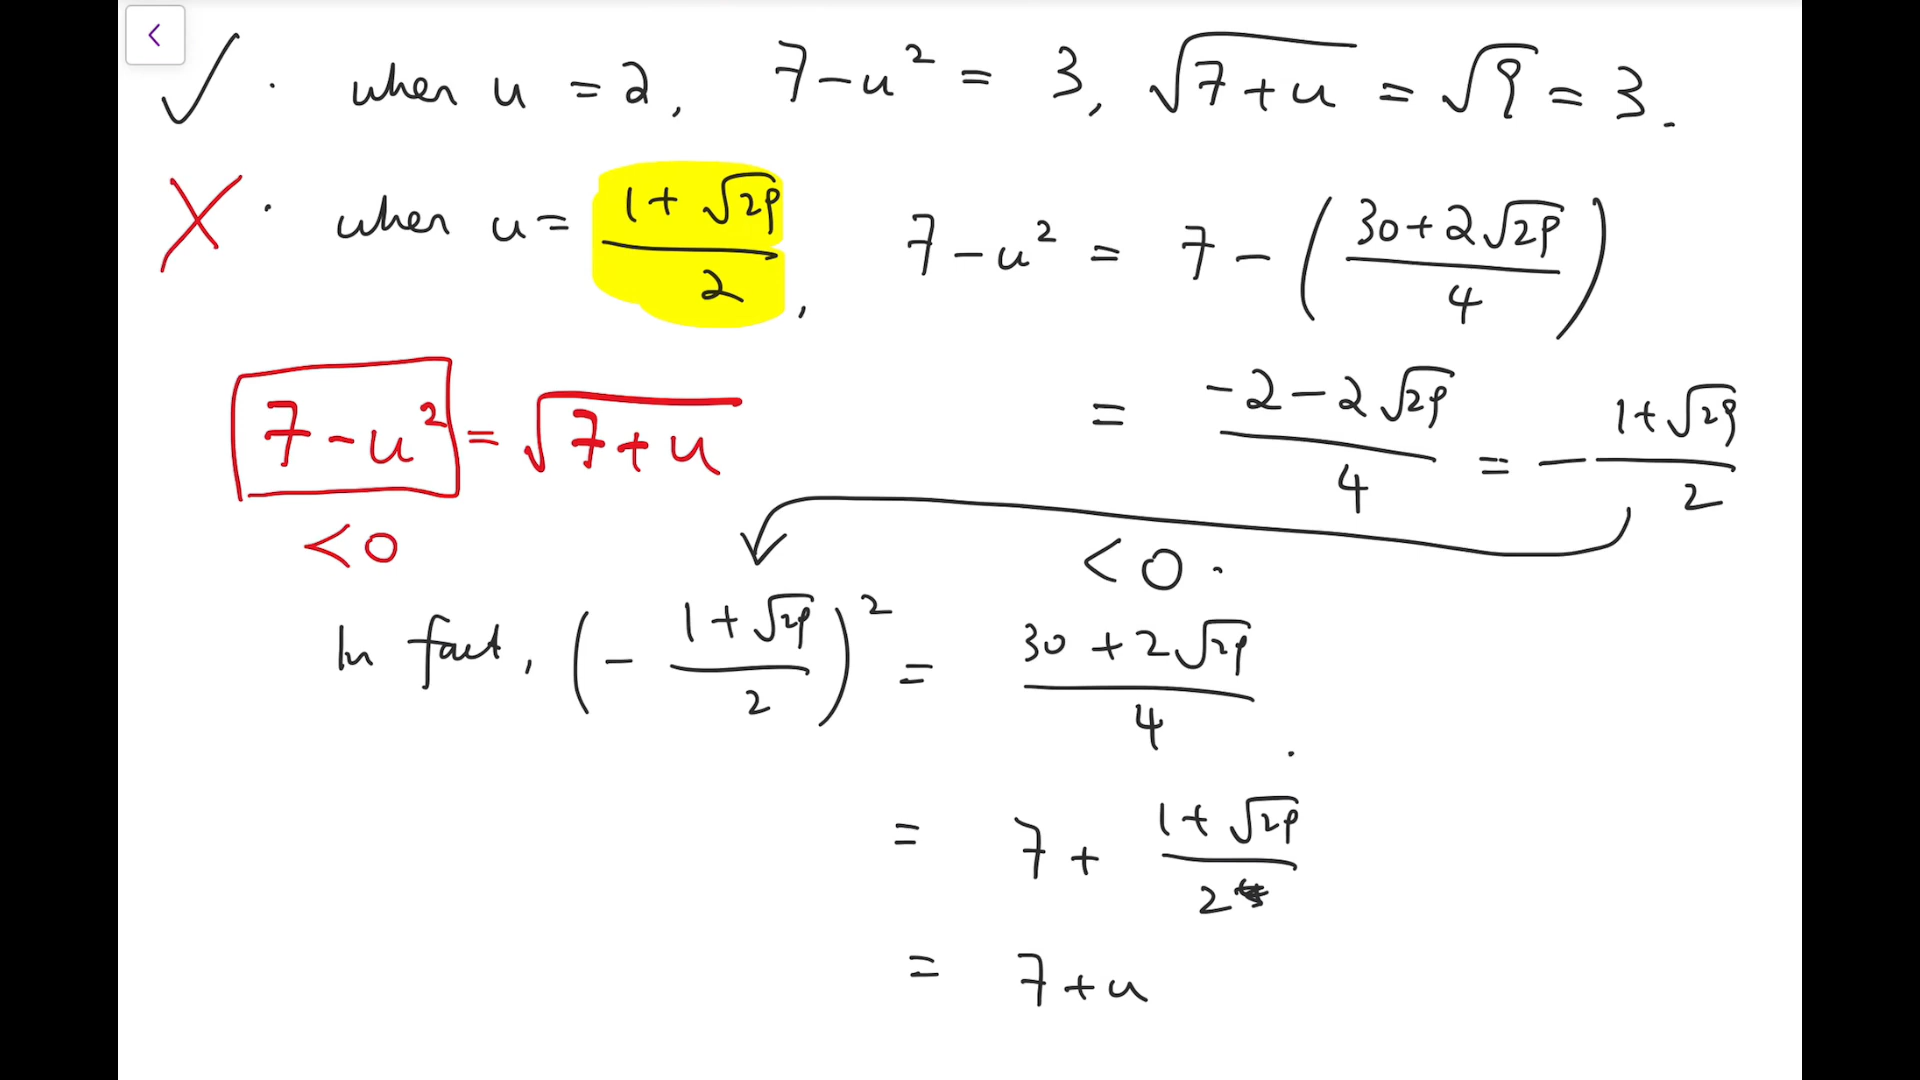 ✓ · when u = 2, 7-u² = 3, √(7+u) = √9 = 3.
✗ · when u = (1+√29)/2, 7-u² = 7-((30+2√29)/4)
7-u² = √(7+u)
= (-2-2√29)/4 = -(1+√29)/2
<0
<0.
In fact, (-(1+√29)/2)² = (30+2√29)/4
= 7+(1+√29)/2
= 7+u